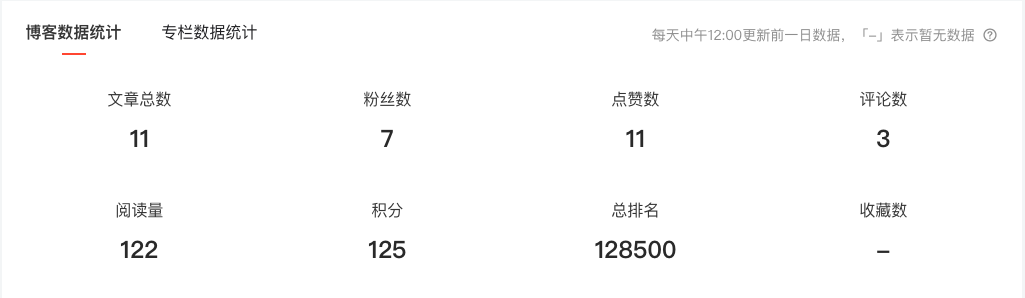 博客数据统计 专栏数据统计 每天中午12:00更新前一日数据，「–」表示暂无数据 ?
文章总数 粉丝数 点赞数 评论数
11 7 11 3
阅读量 积分 总排名 收藏数
122 125 128500 –